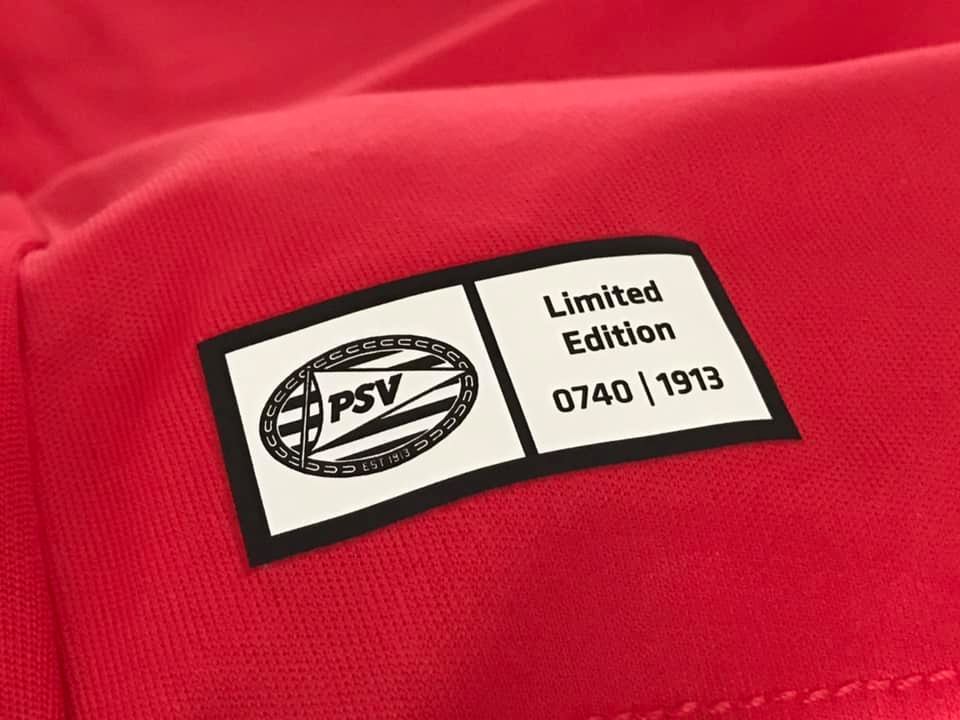 PSV
EST 1913
Limited
Edition
0740 | 1913